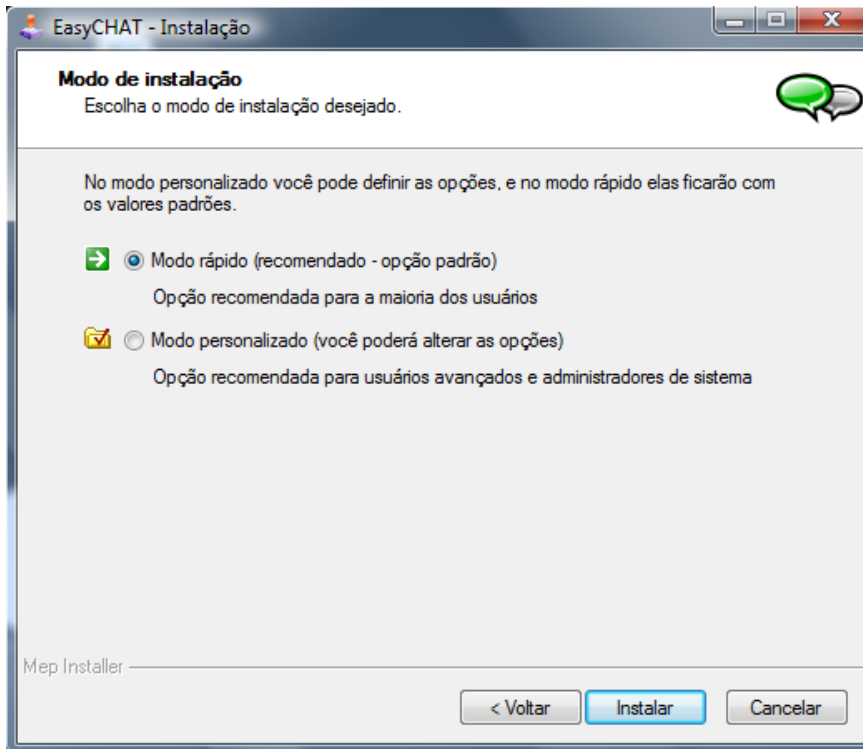 EasyCHAT - Instalação
Modo de instalação
Escolha o modo de instalação desejado.
No modo personalizado você pode definir as opções, e no modo rápido elas ficarão com
os valores padrões.
Modo rápido (recomendado - opção padrão)
Opção recomendada para a maioria dos usuários
Modo personalizado (você poderá alterar as opções)
Opção recomendada para usuários avançados e administradores de sistema
Mep Installer
< Voltar
Instalar
Cancelar